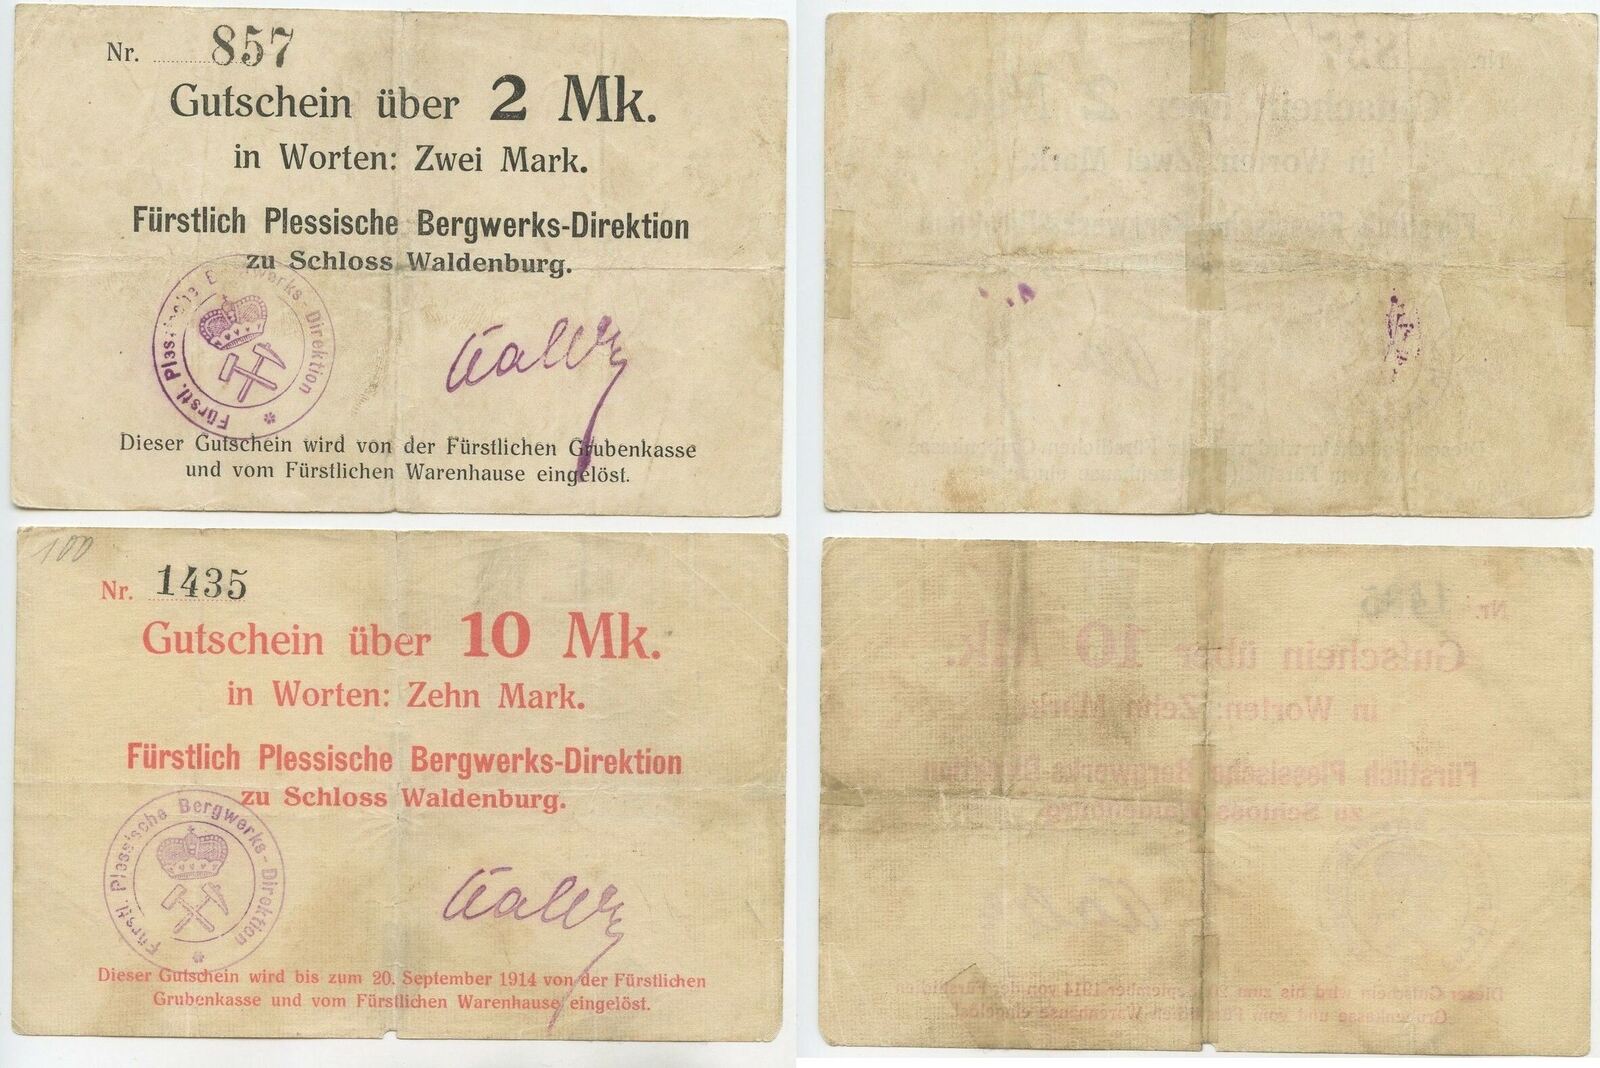 Nr. 857
Gutschein über 2 Mk.
in Worten: Zwei Mark.
Fürstlich Plessische Bergwerks-Direktion
zu Schloss Waldenburg.
Fürstl. Plessische Bergwerks-Direktion
Dieser Gutschein wird von der Fürstlichen Grubenkasse
und vom Fürstlichen Warenhause eingelöst.
100
Nr. 1435
Gutschein über 10 Mk.
in Worten: Zehn Mark.
Fürstlich Plessische Bergwerks-Direktion
zu Schloss Waldenburg.
Fürstl. Plessische Bergwerks-Direktion
Dieser Gutschein wird bis zum 20. September 1914 von der Fürstlichen
Grubenkasse und vom Fürstlichen Warenhause eingelöst.